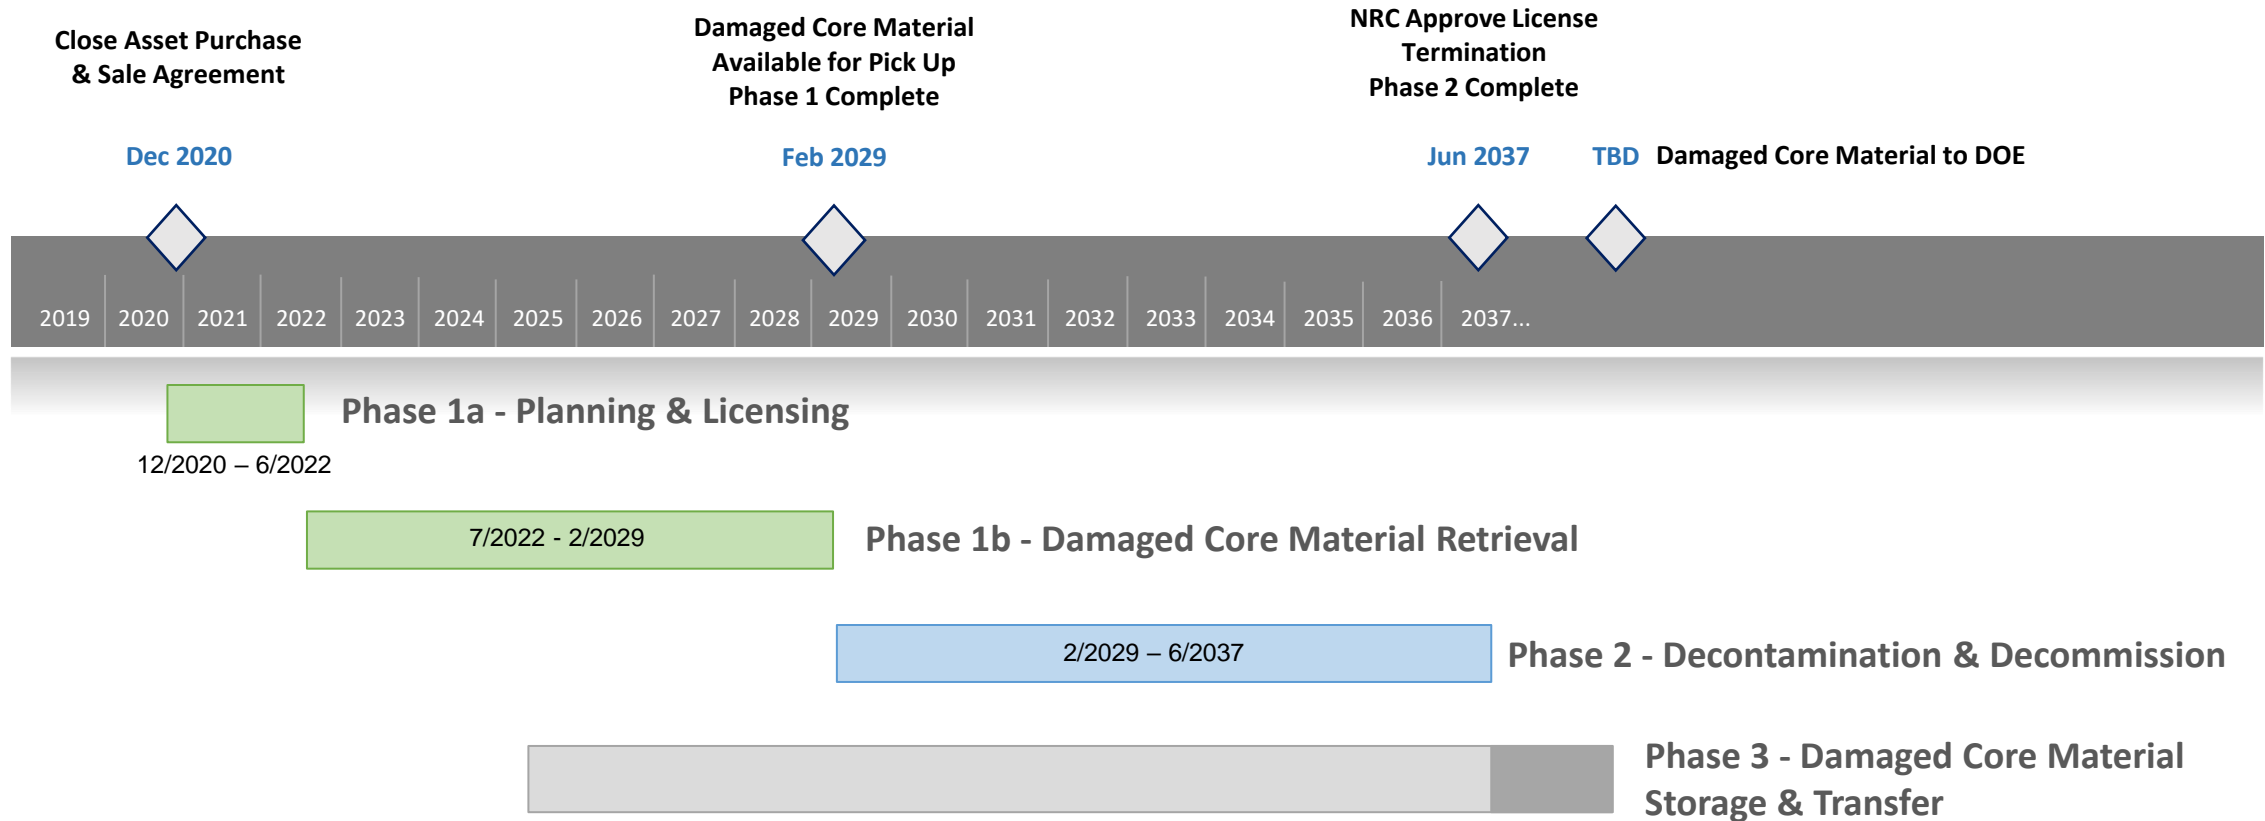 Close Asset Purchase
& Sale Agreement
Damaged Core Material
Available for Pick Up
Phase 1 Complete
NRC Approve License
Termination
Phase 2 Complete
Dec 2020
Feb 2029
Jun 2037
TBD Damaged Core Material to DOE
2019 2020 2021 2022 2023 2024 2025 2026 2027 2028 2029 2030 2031 2032 2033 2034 2035 2036 2037...
Phase 1a - Planning & Licensing
12/2020 – 6/2022
7/2022 - 2/2029
Phase 1b - Damaged Core Material Retrieval
2/2029 – 6/2037
Phase 2 - Decontamination & Decommission
Phase 3 - Damaged Core Material
Storage & Transfer